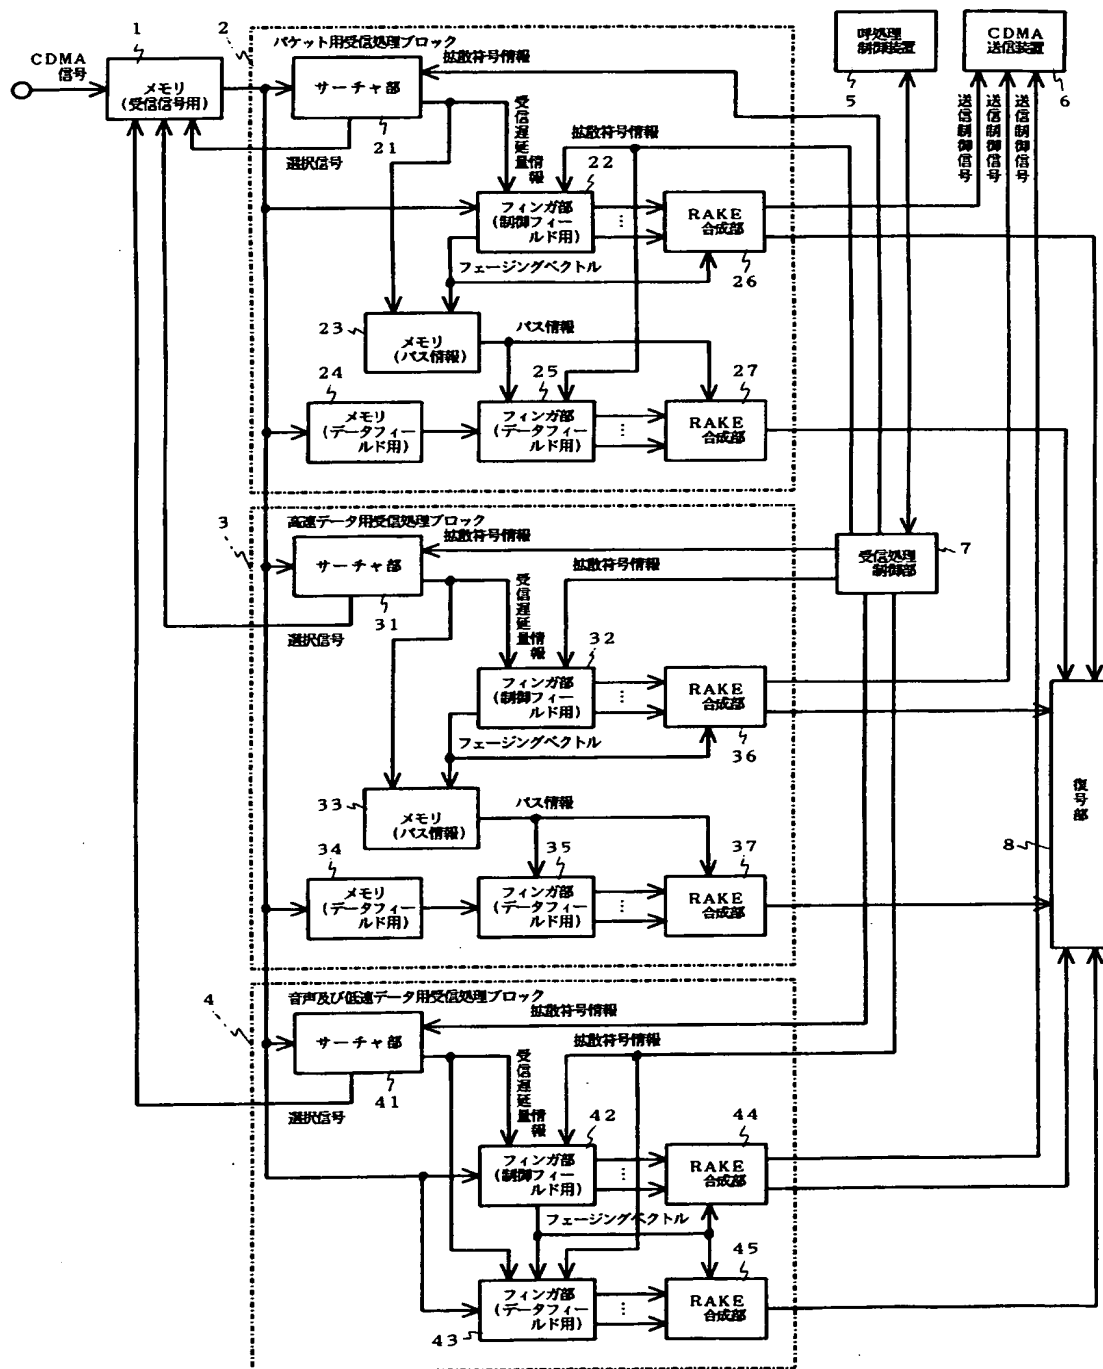 1
CDMA
信号
メモリ
(受信信号用)
2
パケット用受信処理ブロック
拡散符号情報
サーチャ部
21
選択信号
受信遅延量情報
拡散符号情報
22
フィンガ部
(制御フィー
ルド用)
RAKE
合成部
26
フェージングベクトル
23
メモリ
(パス情報)
パス情報
24
メモリ
(データフィー
ルド用)
25
フィンガ部
(データフィー
ルド用)
27
RAKE
合成部
呼処理
制御装置
5
CDMA
送信装置
6
送信制御信号
送信制御信号
送信制御信号
3
高速データ用受信処理ブロック
拡散符号情報
サーチャ部
31
選択信号
受信遅延量情報
拡散符号情報
受信処理
制御部
7
32
フィンガ部
(制御フィー
ルド用)
RAKE
合成部
36
フェージングベクトル
33
メモリ
(パス情報)
パス情報
34
メモリ
(データフィー
ルド用)
35
フィンガ部
(データフィー
ルド用)
37
RAKE
合成部
復号部
8
4
音声及び低速データ用受信処理ブロック
拡散符号情報
サーチャ部
41
選択信号
受信遅延量情報
拡散符号情報
42
フィンガ部
(制御フィー
ルド用)
44
RAKE
合成部
フェージングベクトル
43
フィンガ部
(データフィー
ルド用)
45
RAKE
合成部